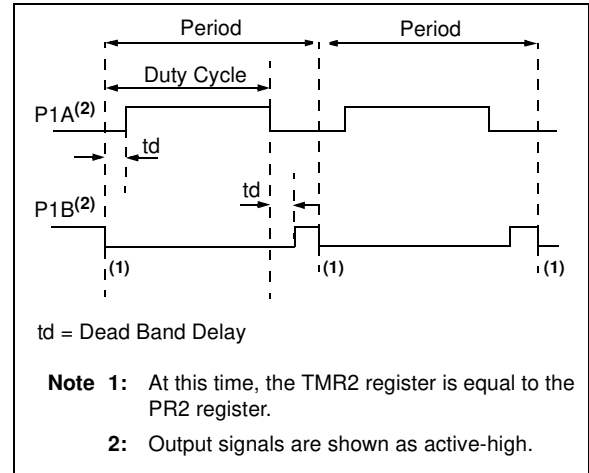 Period Period
Duty Cycle
P1A(2)
td
td
P1B(2)
(1) (1) (1)
td = Dead Band Delay
Note 1: At this time, the TMR2 register is equal to the
PR2 register.
2: Output signals are shown as active-high.